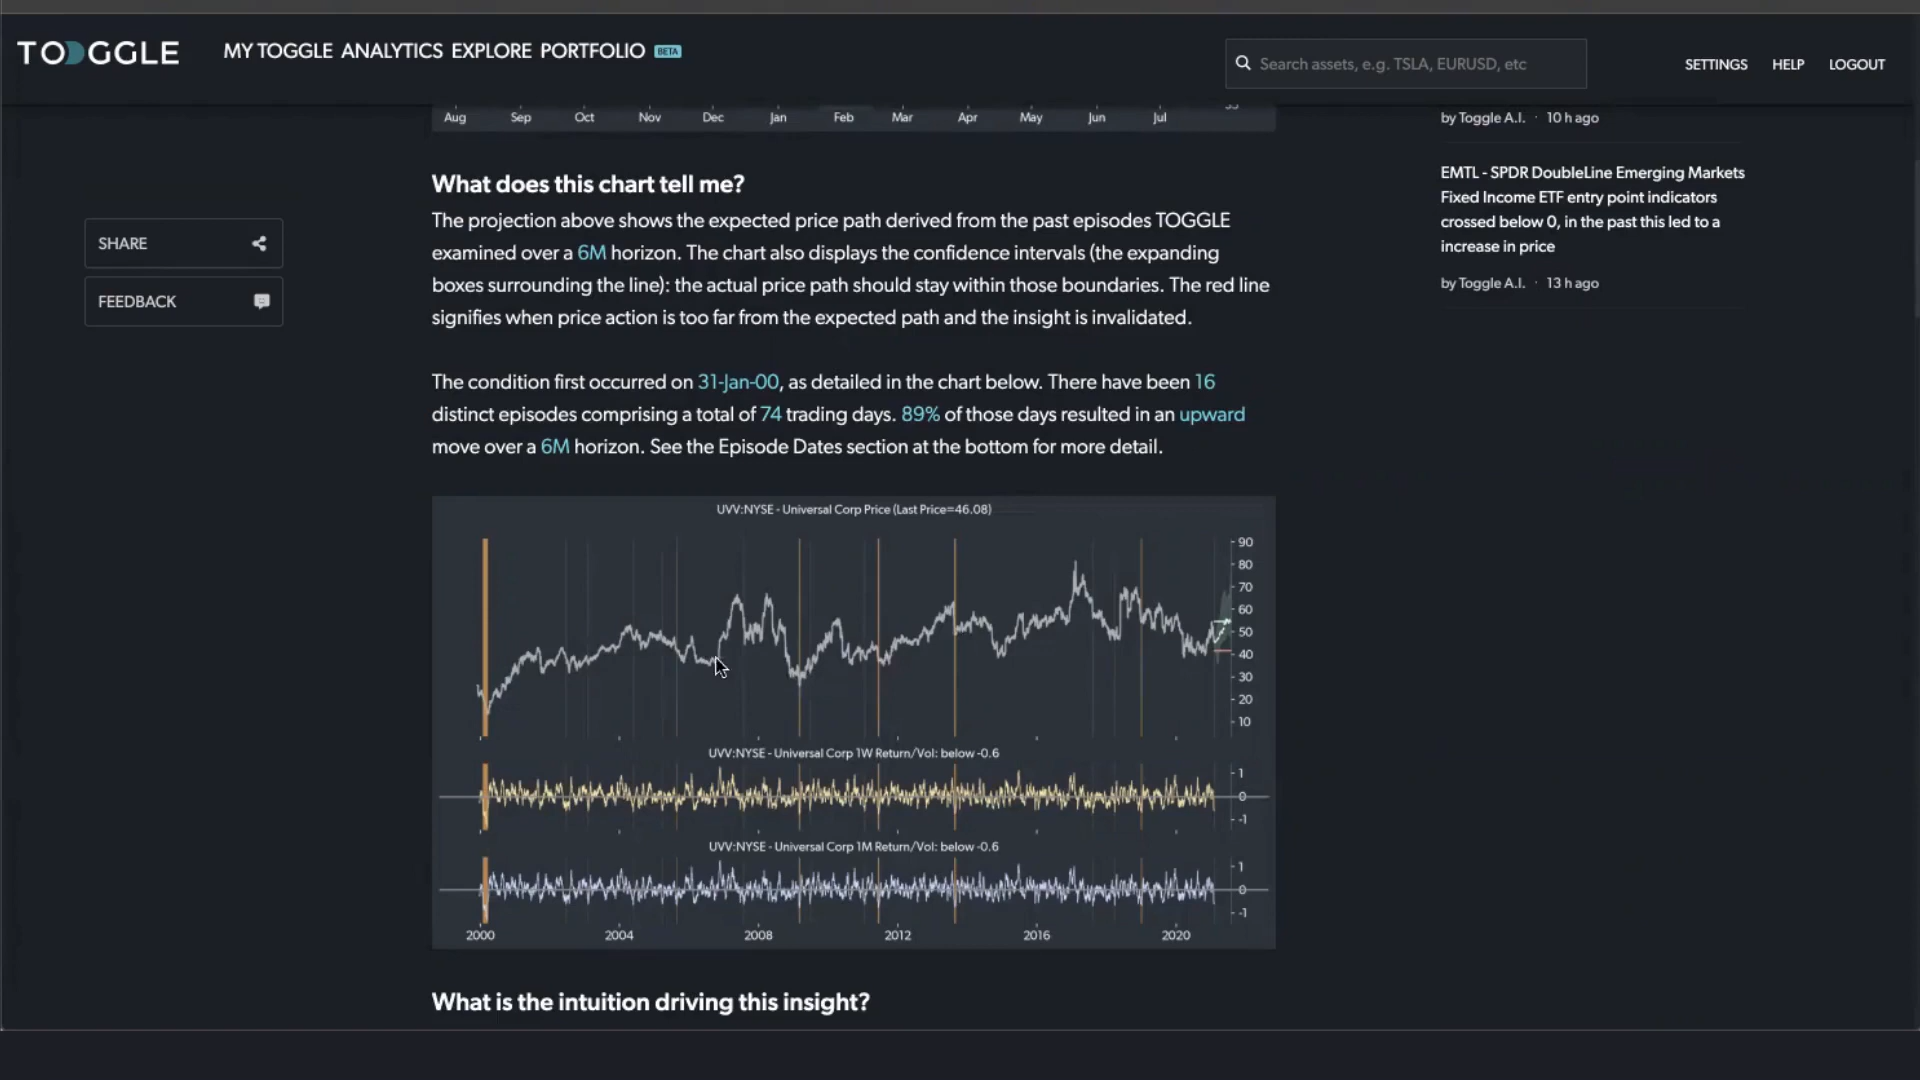 TOGGLE
MY TOGGLE ANALYTICS EXPLORE PORTFOLIO BETA
Search assets, e.g. TSLA, EURUSD, etc
SETTINGS HELP LOGOUT
Aug Sep Oct Nov Dec Jan Feb Mar Apr May Jun Jul
SHARE
FEEDBACK
What does this chart tell me?
The projection above shows the expected price path derived from the past episodes TOGGLE
examined over a 6M horizon. The chart also displays the confidence intervals (the expanding
boxes surrounding the line): the actual price path should stay within those boundaries. The red line
signifies when price action is too far from the expected path and the insight is invalidated.
The condition first occurred on 31-Jan-00, as detailed in the chart below. There have been 16
distinct episodes comprising a total of 74 trading days. 89% of those days resulted in an upward
move over a 6M horizon. See the Episode Dates section at the bottom for more detail.
UVV:NYSE - Universal Corp Price (Last Price=46.08)
90
80
70
60
50
40
30
20
10
UVV:NYSE - Universal Corp 1W Return/Vol: below -0.6
1
0
-1
UVV:NYSE - Universal Corp 1M Return/Vol: below -0.6
1
0
-1
2000 2004 2008 2012 2016 2020
What is the intuition driving this insight?
by Toggle A.I. · 10 h ago
EMTL - SPDR DoubleLine Emerging Markets
Fixed Income ETF entry point indicators
crossed below 0, in the past this led to a
increase in price
by Toggle A.I. · 13 h ago